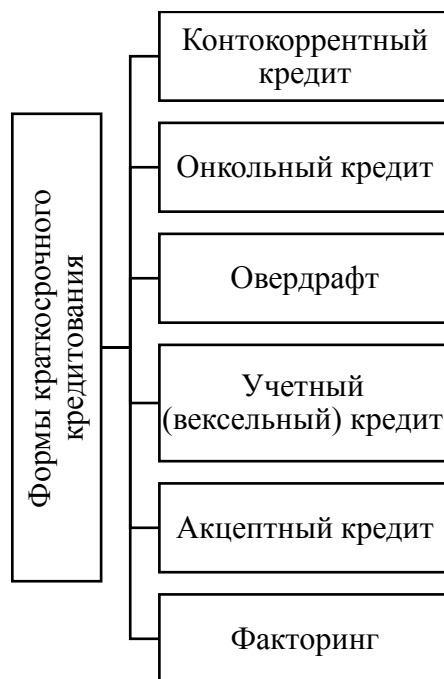 Формы краткосрочного
кредитования
Контокоррентный
кредит
Онкольный кредит
Овердрафт
Учетный
(вексельный) кредит
Акцептный кредит
Факторинг